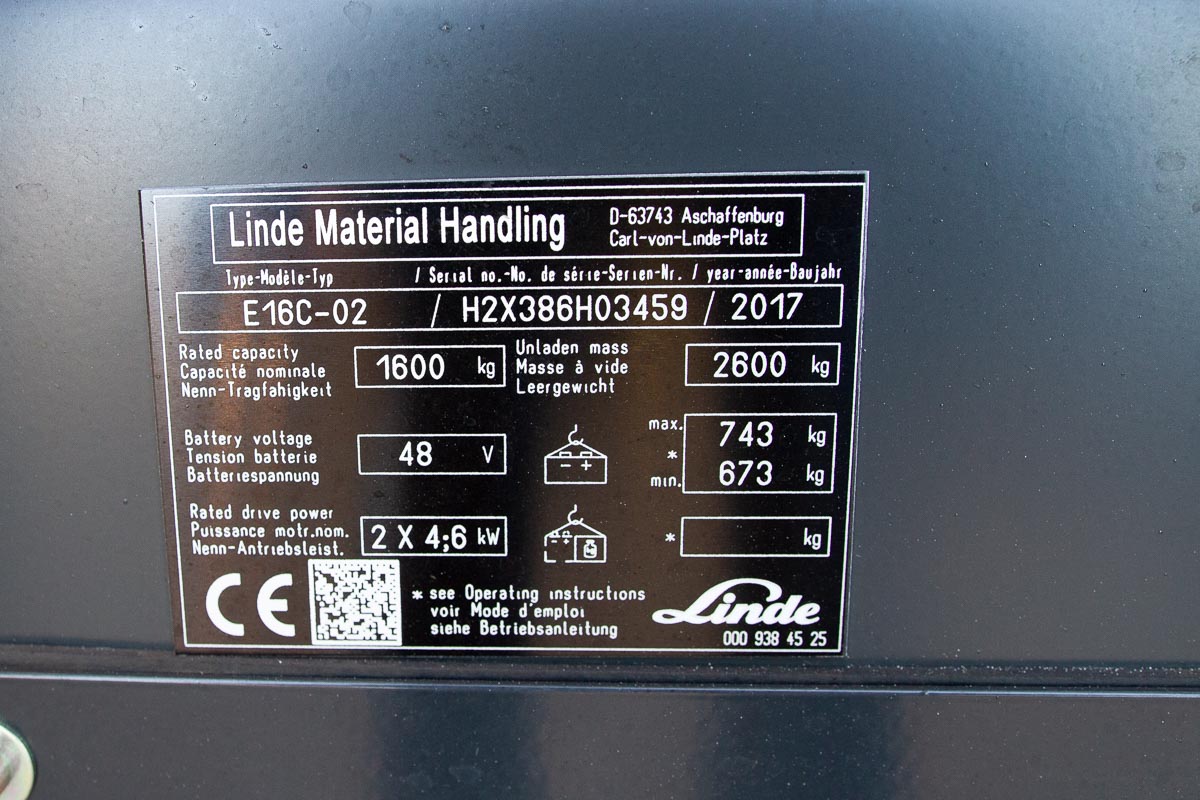 Linde Material Handling
D-63743 Aschaffenburg
Carl-von-Linde-Platz
Type-Modèle-Typ / Serial no.-No. de série-Serien-Nr. / year-année-Baujahr
E16C-02 / H2X386H03459 / 2017
Rated capacity
Capacité nominale
Nenn-Tragfähigkeit
1600 kg
Unladen mass
Masse à vide
Leergewicht
2600 kg
Battery voltage
Tension batterie
Batteriespannung
48 V
- +
max. 743 kg
*
min. 673 kg
Rated drive power
Puissance motr.nom.
Nenn-Antriebsleist.
2 X 4;6 kW
- +
kg
* kg
CE
* see Operating instructions
voir Mode d'emploi
siehe Betriebsanleitung
Linde
000 938 45 25